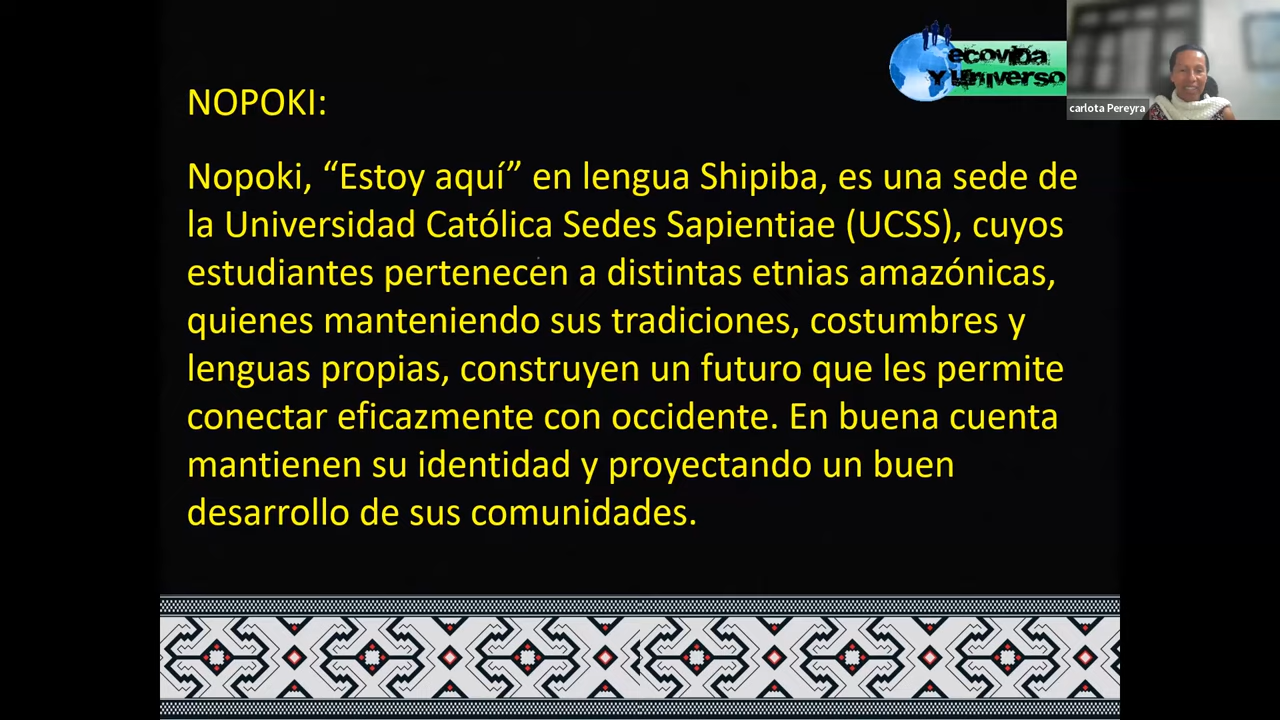 ecovida
y universo
carlota Pereyra
NOPOKI:
Nopoki, “Estoy aquí” en lengua Shipiba, es una sede de
la Universidad Católica Sedes Sapientiae (UCSS), cuyos
estudiantes pertenecen a distintas etnias amazónicas,
quienes manteniendo sus tradiciones, costumbres y
lenguas propias, construyen un futuro que les permite
conectar eficazmente con occidente. En buena cuenta
mantienen su identidad y proyectando un buen
desarrollo de sus comunidades.